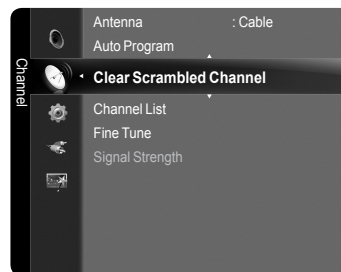 Channel
Antenna : Cable
Auto Program
Clear Scrambled Channel
Channel List
Fine Tune
Signal Strength